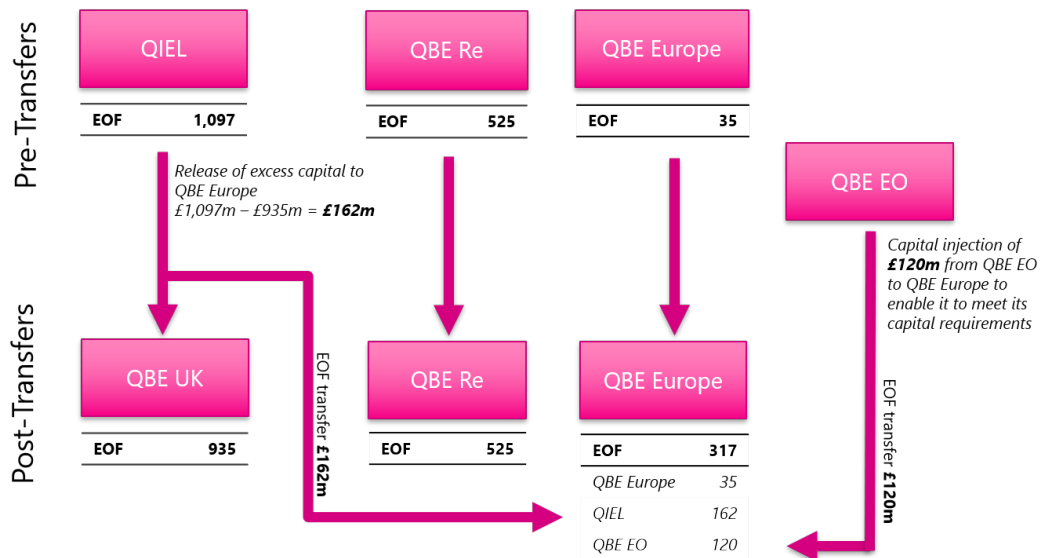 Pre-Transfers
QIEL
QBE Re
QBE Europe
EOF 1,097
EOF 525
EOF 35
QBE EO
Release of excess capital to
QBE Europe
£1,097m – £935m = £162m
Capital injection of
£120m from QBE EO
to QBE Europe to
enable it to meet its
capital requirements
Post-Transfers
QBE UK
QBE Re
QBE Europe
EOF 935
EOF 525
EOF 317
QBE Europe 35
QIEL 162
QBE EO 120
EOF transfer £162m
EOF transfer £120m